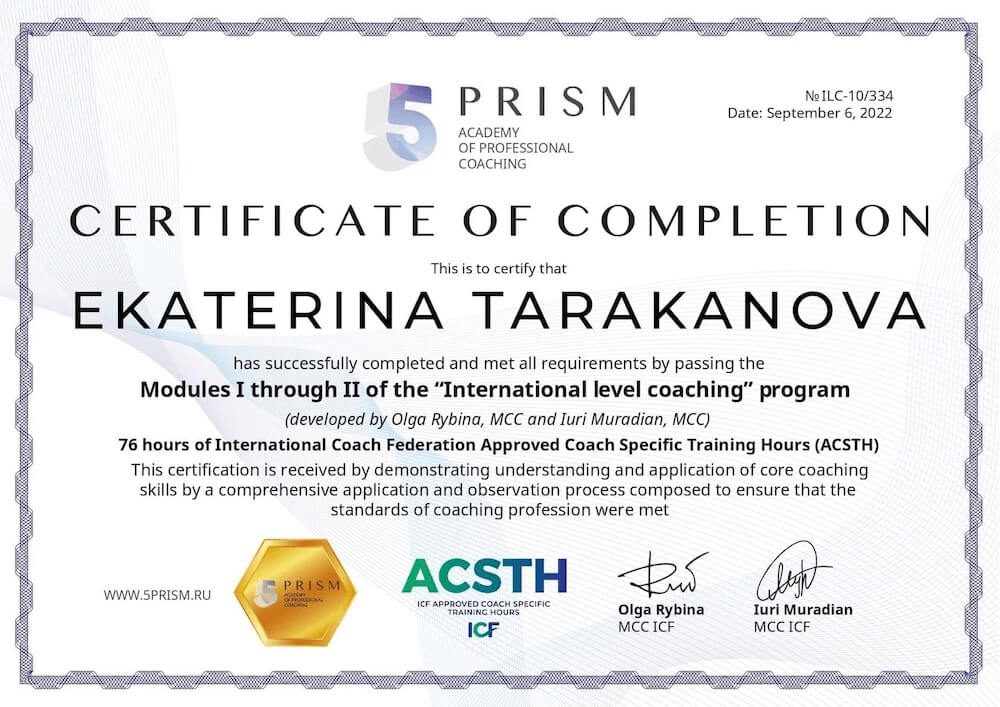 5 PRISM
ACADEMY
OF PROFESSIONAL
COACHING
№ILC-10/334
Date: September 6, 2022
CERTIFICATE OF COMPLETION
This is to certify that
EKATERINA TARAKANOVA
has successfully completed and met all requirements by passing the
Modules I through II of the “International level coaching” program
(developed by Olga Rybina, MCC and Iuri Muradian, MCC)
76 hours of International Coach Federation Approved Coach Specific Training Hours (ACSTH)
This certification is received by demonstrating understanding and application of core coaching
skills by a comprehensive application and observation process composed to ensure that the
standards of coaching profession were met
WWW.5PRISM.RU
5 PRISM
ACADEMY
OF PROFESSIONAL
COACHING
ACSTH
ICF APPROVED COACH SPECIFIC
TRAINING HOURS
ICF
Olga Rybina
MCC ICF
Iuri Muradian
MCC ICF